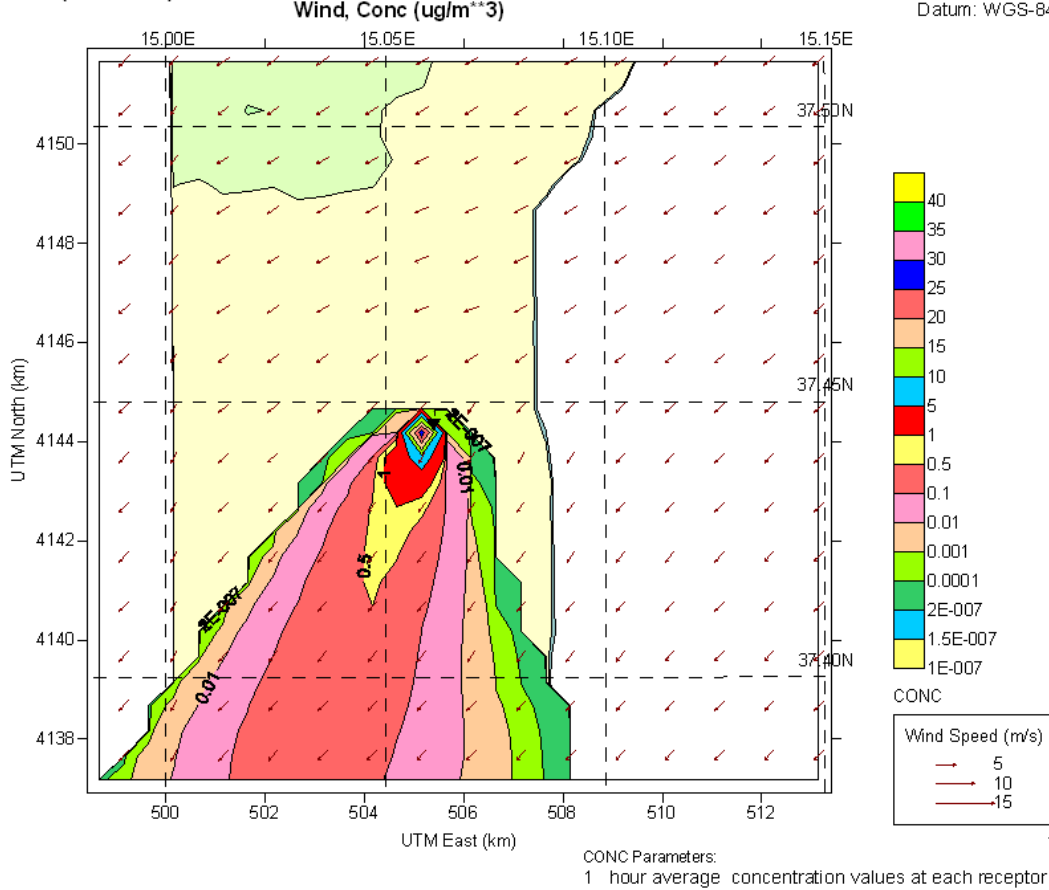 Wind, Conc (ug/m**3)
Datum: WGS-84
15.00E 15.05E 15.10E 15.15E
37.50N
37.45N
37.40N
4150
4148
4146
4144
4142
4140
4138
UTM North (km)
500 502 504 506 508 510 512
UTM East (km)
2E-007
0.01
1
0.5
2E-007
0.01
40
35
30
25
20
15
10
5
1
0.5
0.1
0.01
0.001
0.0001
2E-007
1.5E-007
1E-007
CONC
Wind Speed (m/s)
5
10
15
CONC Parameters:
1 hour average concentration values at each receptor